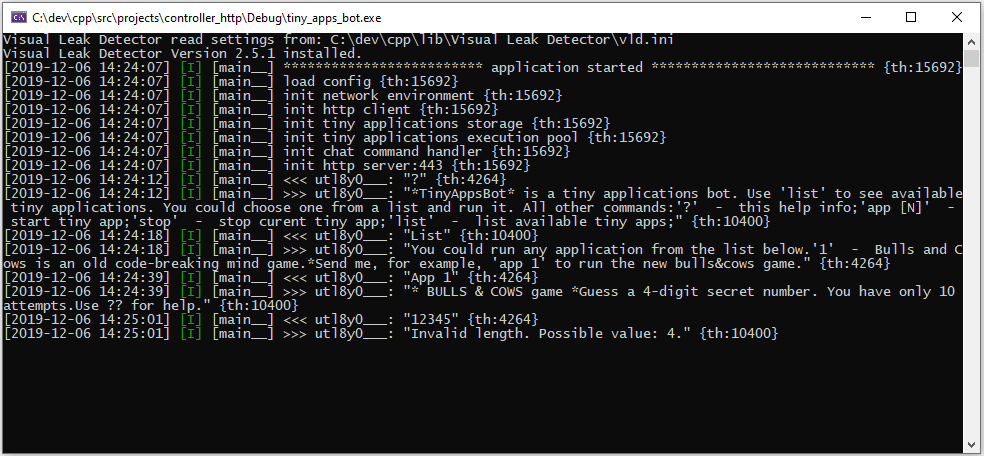 C:\dev\cpp\src\projects\controller_http\Debug\tiny_apps_bot.exe
Visual Leak Detector read settings from: C:\dev\cpp\lib\Visual Leak Detector\vld.ini
Visual Leak Detector Version 2.5.1 installed.
[2019-12-06 14:24:07] [I] [main__] ************************* application started **************************** {th:15692}
[2019-12-06 14:24:07] [I] [main__] load config {th:15692}
[2019-12-06 14:24:07] [I] [main__] init network environment {th:15692}
[2019-12-06 14:24:07] [I] [main__] init http client {th:15692}
[2019-12-06 14:24:07] [I] [main__] init tiny applications storage {th:15692}
[2019-12-06 14:24:07] [I] [main__] init tiny applications execution pool {th:15692}
[2019-12-06 14:24:07] [I] [main__] init chat command handler {th:15692}
[2019-12-06 14:24:07] [I] [main__] init http server:443 {th:15692}
[2019-12-06 14:24:12] [I] [main__] <<< utl8y0___: "?" {th:4264}
[2019-12-06 14:24:12] [I] [main__] >>> utl8y0___: "*TinyAppsBot* is a tiny applications bot. Use 'list' to see available
 tiny applications. You could choose one from a list and run it. All other commands:'?'  -  this help info;'app [N]'  -
 start tiny app;'stop'  -  stop curent tiny app;'list'  -  list available tiny apps;" {th:10400}
[2019-12-06 14:24:18] [I] [main__] <<< utl8y0___: "List" {th:10400}
[2019-12-06 14:24:18] [I] [main__] >>> utl8y0___: "You could run any application from the list below.'1'  -  Bulls and C
ows is an old code-breaking mind game.*Send me, for example, 'app 1' to run the new bulls&cows game." {th:4264}
[2019-12-06 14:24:39] [I] [main__] <<< utl8y0___: "App 1" {th:4264}
[2019-12-06 14:24:39] [I] [main__] >>> utl8y0___: "* BULLS & COWS game *Guess a 4-digit secret number. You have only 10
attempts.Use ?? for help." {th:10400}
[2019-12-06 14:25:01] [I] [main__] <<< utl8y0___: "12345" {th:4264}
[2019-12-06 14:25:01] [I] [main__] >>> utl8y0___: "Invalid length. Possible value: 4." {th:10400}